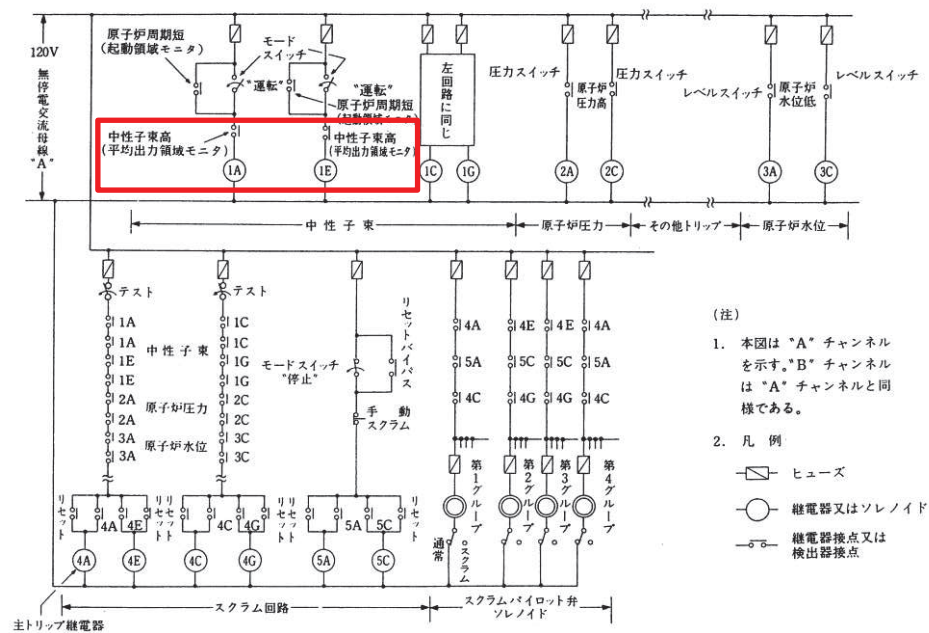 120V
無停電交流母線"A"
原子炉周期短
(起動領域モニタ)
モード
スイッチ
"運転"
"運転"
原子炉周期短
(起動領域モニタ)
中性子束高
(平均出力領域モニタ)
中性子束高
(平均出力領域モニタ)
左回路に同じ
圧力スイッチ
原子炉
圧力高
圧力スイッチ
レベルスイッチ
原子炉
水位低
レベルスイッチ
1A
1E
1C
1G
2A
2C
3A
3C
中性子束
原子炉圧力
その他トリップ
原子炉水位
テスト
テスト
1A
1A
1E
1E
2A
2A
3A
3A
中性子束
原子炉圧力
原子炉水位
1C
1C
1G
1G
2C
2C
3C
3C
モードスイッチ
"停止"
リセットバイパス
手動
スクラム
4A
5A
4C
4E
5C
4G
4E
5C
4G
4A
5A
4C
リセット
4A
4E
リセット
リセット
4C
4G
リセット
リセット
5A
5C
リセット
4A
4E
4C
4G
5A
5C
第1グループ
第2グループ
第3グループ
第4グループ
通常
スクラム
主トリップ継電器
スクラム回路
スクラムパイロット弁
ソレノイド
(注)
1. 本図は"A"チャンネル
を示す。"B"チャンネル
は"A"チャンネルと同
様である。
2. 凡例
ヒューズ
継電器又はソレノイド
継電器接点又は
検出器接点